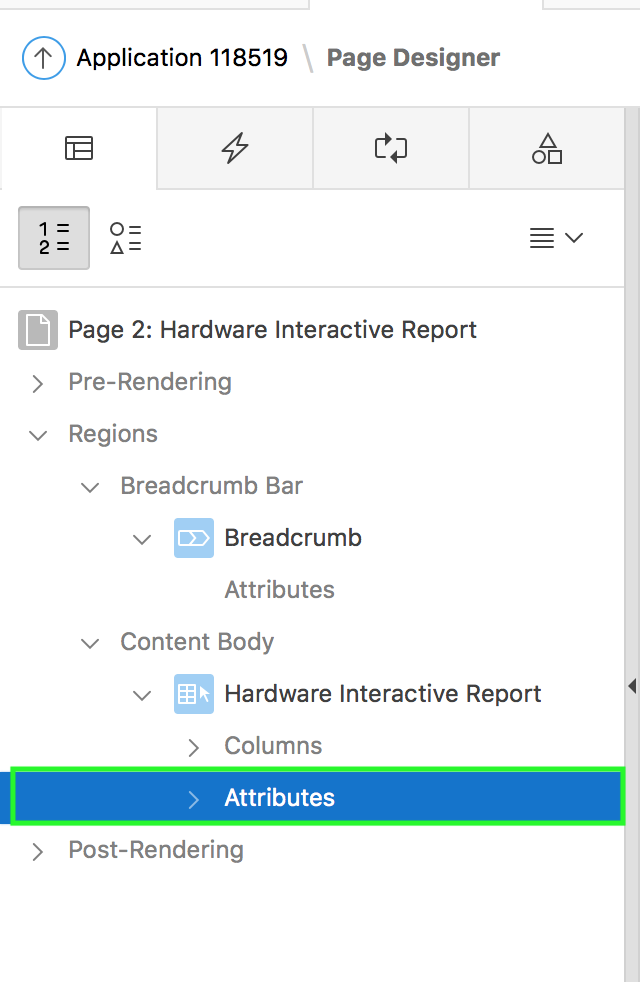 Application 118519 \ Page Designer
1 =
2 =
Page 2: Hardware Interactive Report
Pre-Rendering
Regions
Breadcrumb Bar
Breadcrumb
Attributes
Content Body
Hardware Interactive Report
Columns
Attributes
Post-Rendering